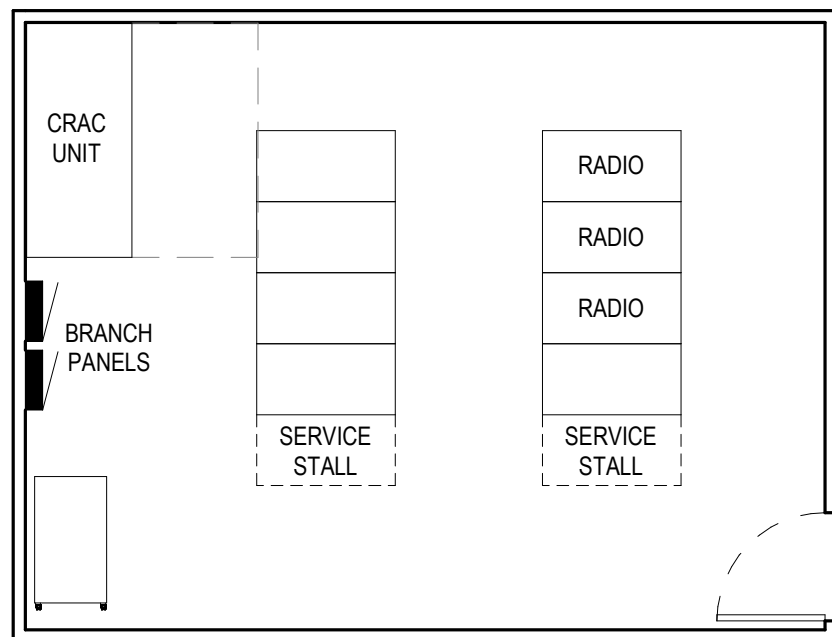 CRAC
UNIT
RADIO
RADIO
RADIO
BRANCH
PANELS
SERVICE
STALL
SERVICE
STALL